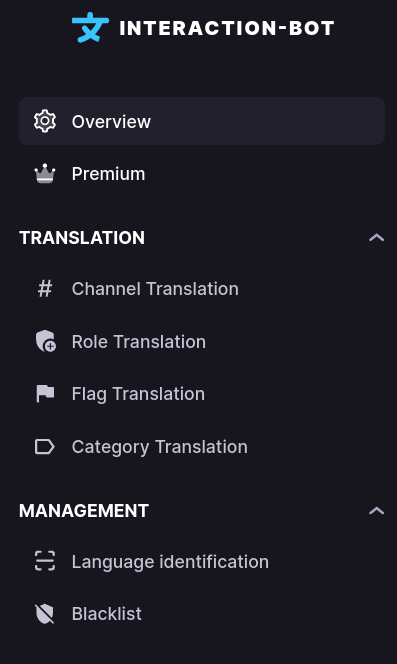 INTERACTION-BOT
Overview
Premium
TRANSLATION
# Channel Translation
Role Translation
Flag Translation
Category Translation
MANAGEMENT
Language identification
Blacklist